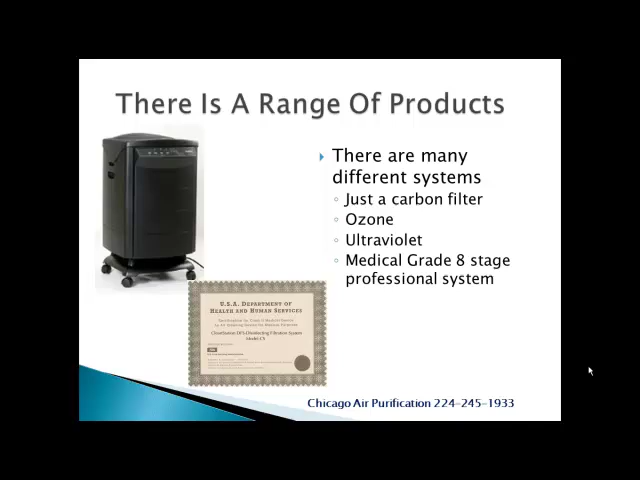 There Is A Range Of Products
There are many
different systems
Just a carbon filter
Ozone
Ultraviolet
Medical Grade 8 stage
professional system
U.S.A. DEPARTMENT OF
HEALTH AND HUMAN SERVICES
Chicago Air Purification 224-245-1933